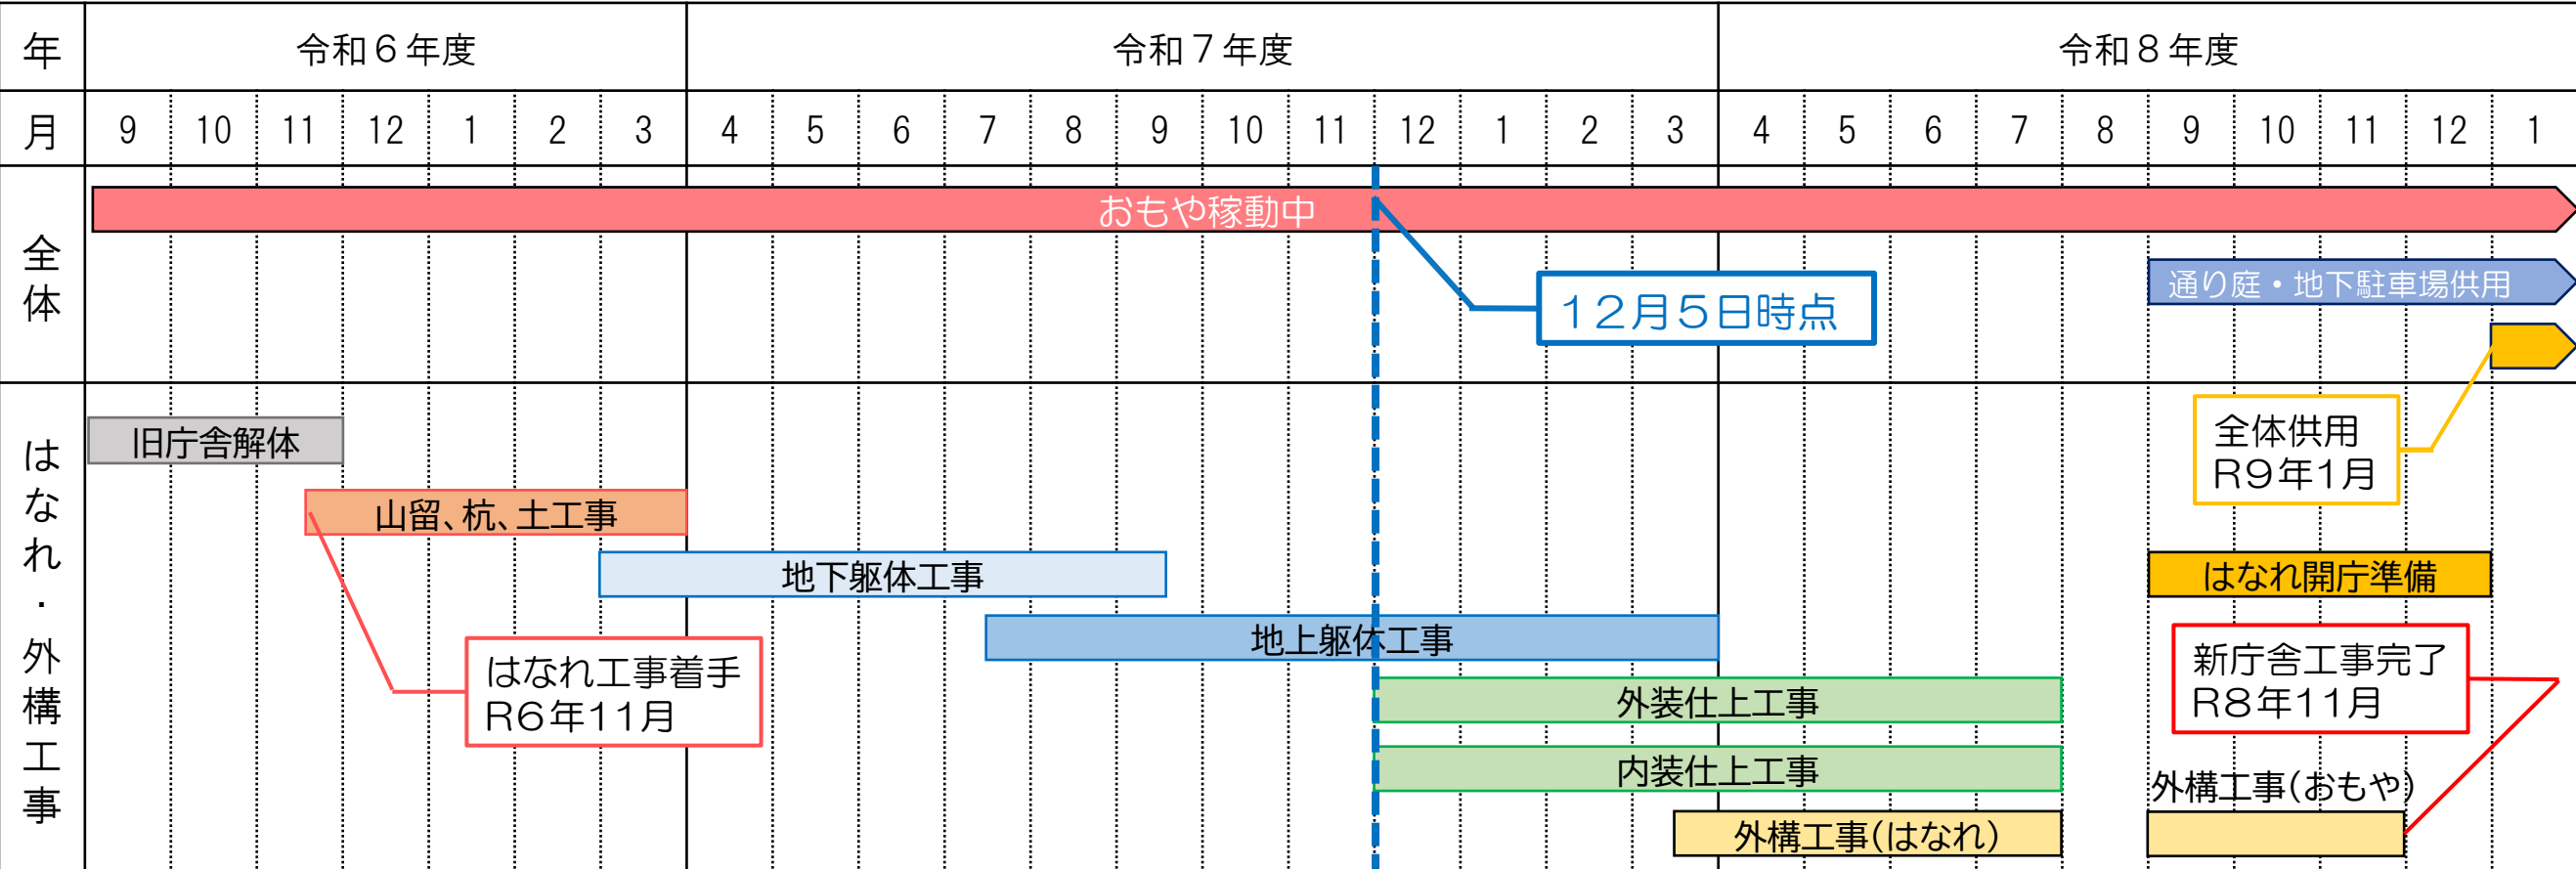 年 令和６年度 令和７年度 令和８年度
月 9 10 11 12 1 2 3 4 5 6 7 8 9 10 11 12 1 2 3 4 5 6 7 8 9 10 11 12 1
全体
おもや稼動中
通り庭・地下駐車場供用
１２月５日時点
全体供用
R９年１月
はなれ・外構工事
旧庁舎解体
山留、杭、土工事
地下躯体工事
はなれ開庁準備
地上躯体工事
はなれ工事着手
R６年１１月
新庁舎工事完了
R８年１１月
外装仕上工事
内装仕上工事
外構工事(おもや)
外構工事(はなれ)